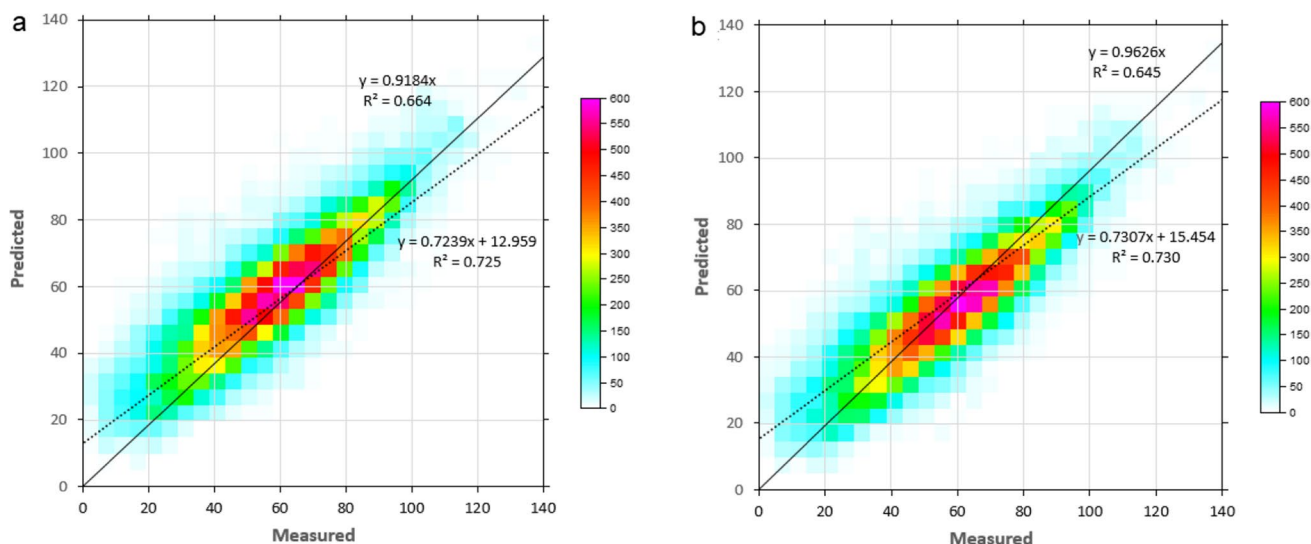 a
140
120
100
80
60
40
20
0
Predicted
0 20 40 60 80 100 120 140
Measured
y = 0.9184x
R² = 0.664
y = 0.7239x + 12.959
R² = 0.725
600
550
500
450
400
350
300
250
200
150
100
50
0
b
140
120
100
80
60
40
20
0
Predicted
0 20 40 60 80 100 120 140
Measured
y = 0.9626x
R² = 0.645
y = 0.7307x + 15.454
R² = 0.730
600
550
500
450
400
350
300
250
200
150
100
50
0